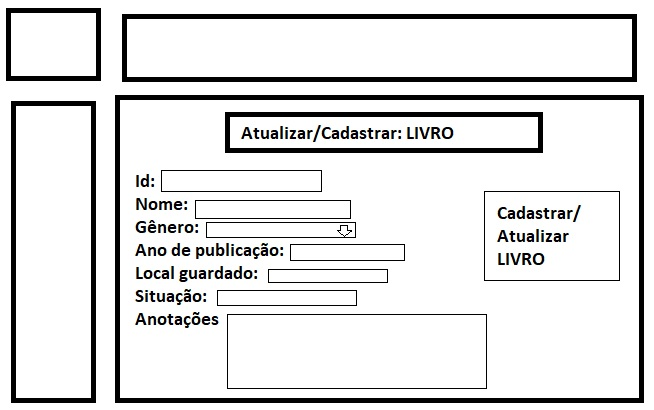 Atualizar/Cadastrar: LIVRO
Id:
Nome:
Gênero:
Ano de publicação:
Local guardado:
Situação:
Anotações
Cadastrar/
Atualizar
LIVRO